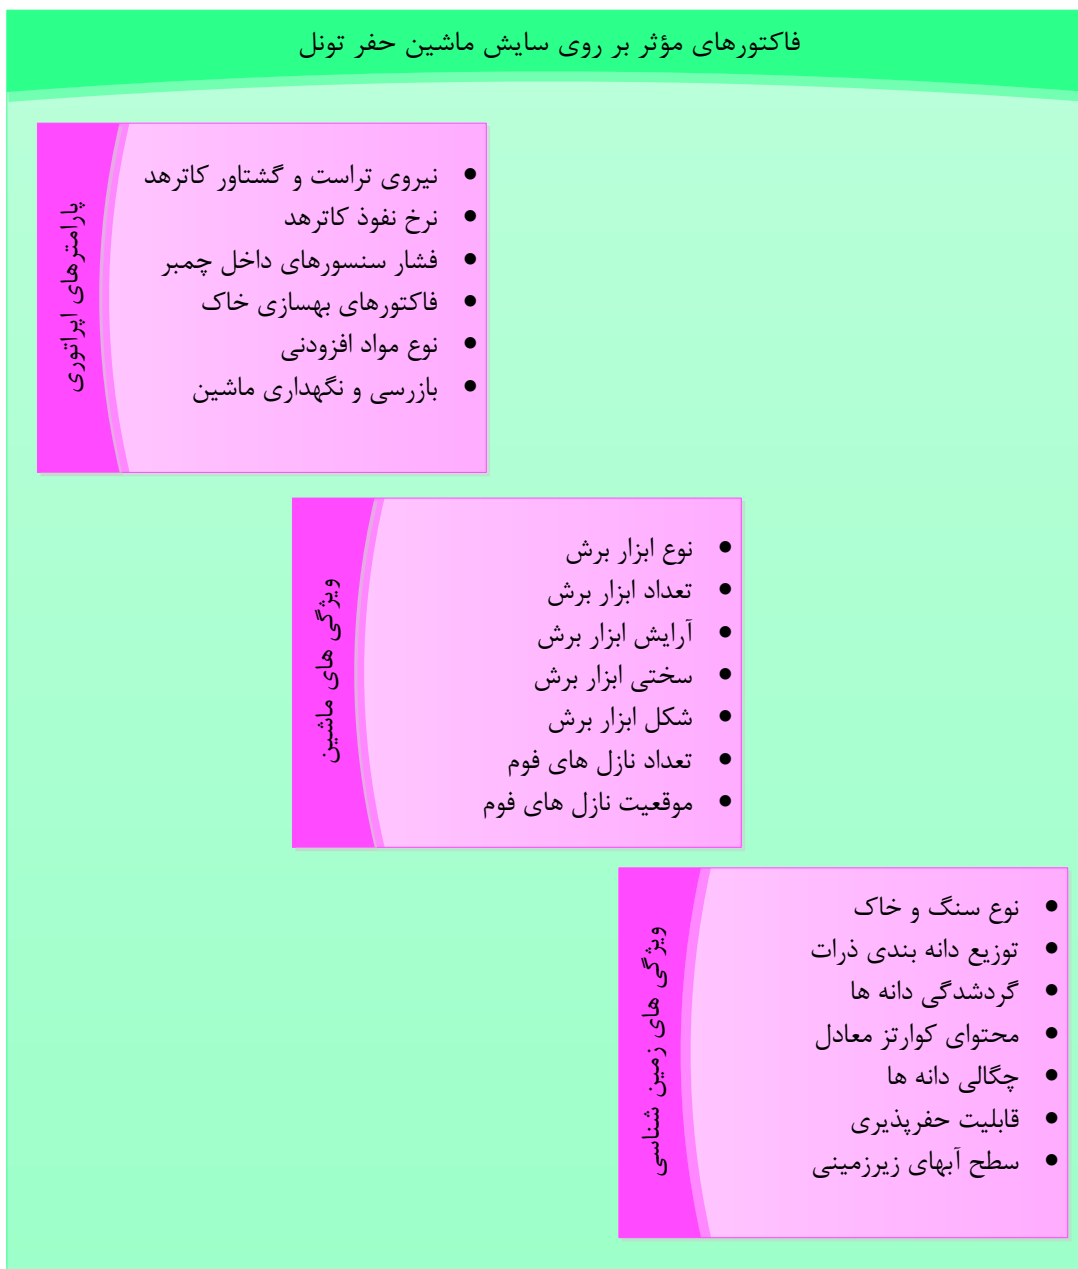 فاکتورهای مؤثر بر روی سایش ماشین حفر تونل
پارامترهای اپراتوری
• نیروی تراست و گشتاور کاترهد
• نرخ نفوذ کاترهد
• فشار سنسورهای داخل چمبر
• فاکتورهای بهسازی خاک
• نوع مواد افزودنی
• بازرسی و نگهداری ماشین
ویژگی های ماشین
• نوع ابزار برش
• تعداد ابزار برش
• آرایش ابزار برش
• سختی ابزار برش
• شکل ابزار برش
• تعداد نازل های فوم
• موقعیت نازل های فوم
ویژگی های زمین شناسی
• نوع سنگ و خاک
• توزیع دانه بندی ذرات
• گردشدگی دانه ها
• محتوای کوارتز معادل
• چگالی دانه ها
• قابلیت حفرپذیری
• سطح آبهای زیرزمینی